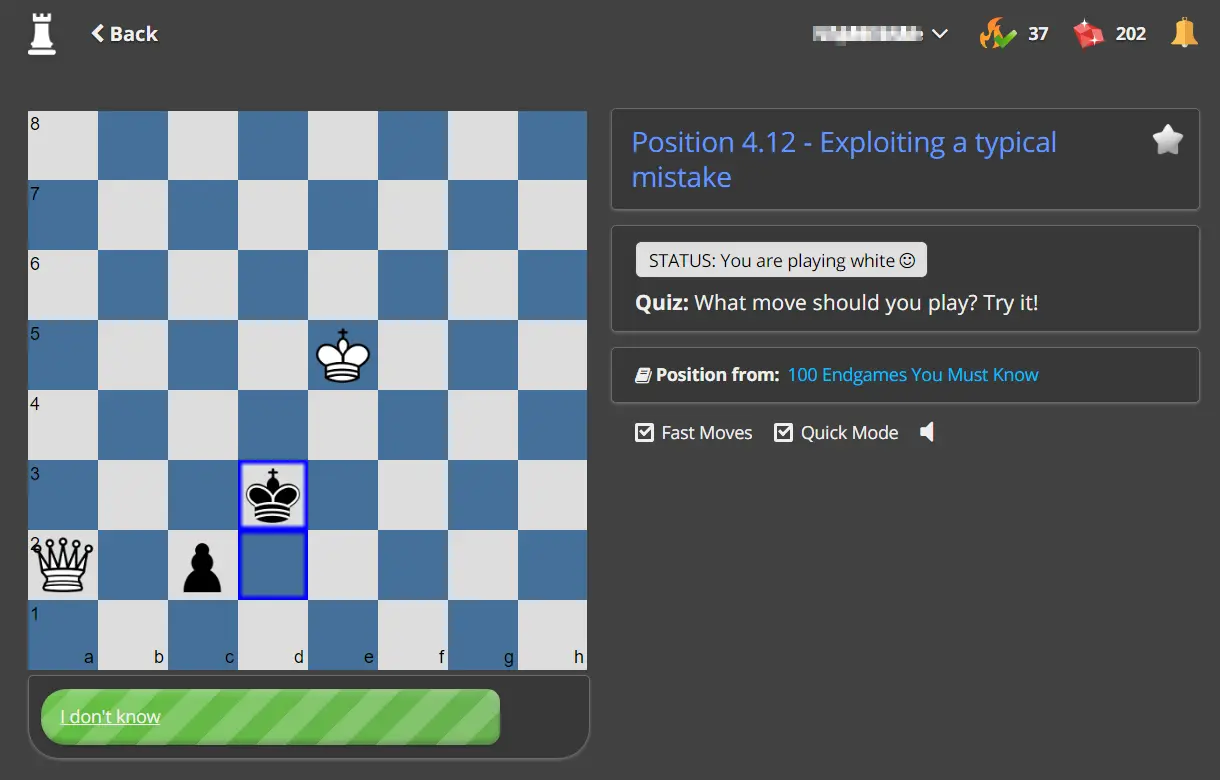 Back
37
202
8
7
6
5
4
3
2
1
a b c d e f g h
I don't know
Position 4.12 - Exploiting a typical
mistake
STATUS: You are playing white
Quiz: What move should you play? Try it!
Position from: 100 Endgames You Must Know
Fast Moves Quick Mode